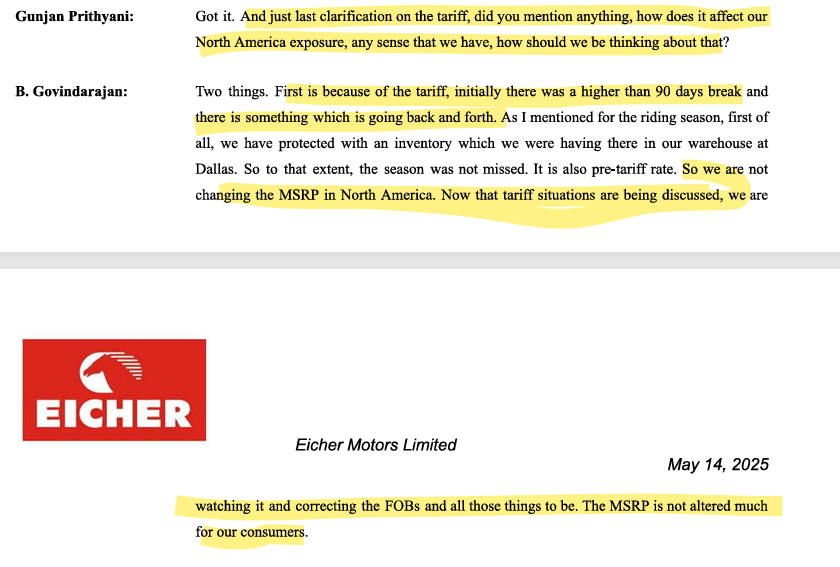 Gunjan Prithyani: Got it. And just last clarification on the tariff, did you mention anything, how does it affect our
North America exposure, any sense that we have, how should we be thinking about that?
B. Govindarajan: Two things. First is because of the tariff, initially there was a higher than 90 days break and
there is something which is going back and forth. As I mentioned for the riding season, first of
all, we have protected with an inventory which we were having there in our warehouse at
Dallas. So to that extent, the season was not missed. It is also pre-tariff rate. So we are not
changing the MSRP in North America. Now that tariff situations are being discussed, we are
EICHER
Eicher Motors Limited
May 14, 2025
watching it and correcting the FOBs and all those things to be. The MSRP is not altered much
for our consumers.